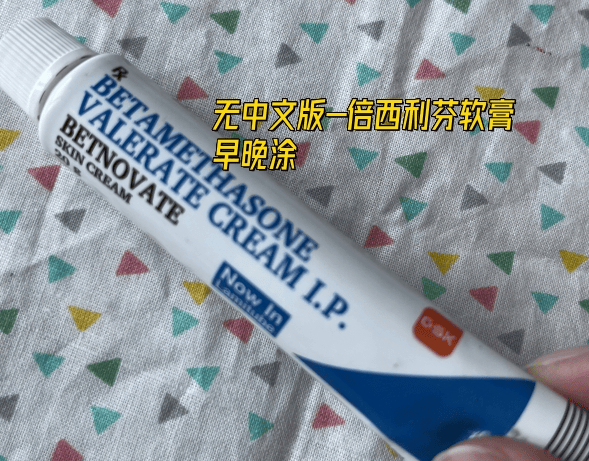 无中文版—倍西利芬软膏
早晚涂
Rx
BETAMETHASONE
VALERATE CREAM I.P.
BETNOVATE
SKIN CREAM
Now in
GSK